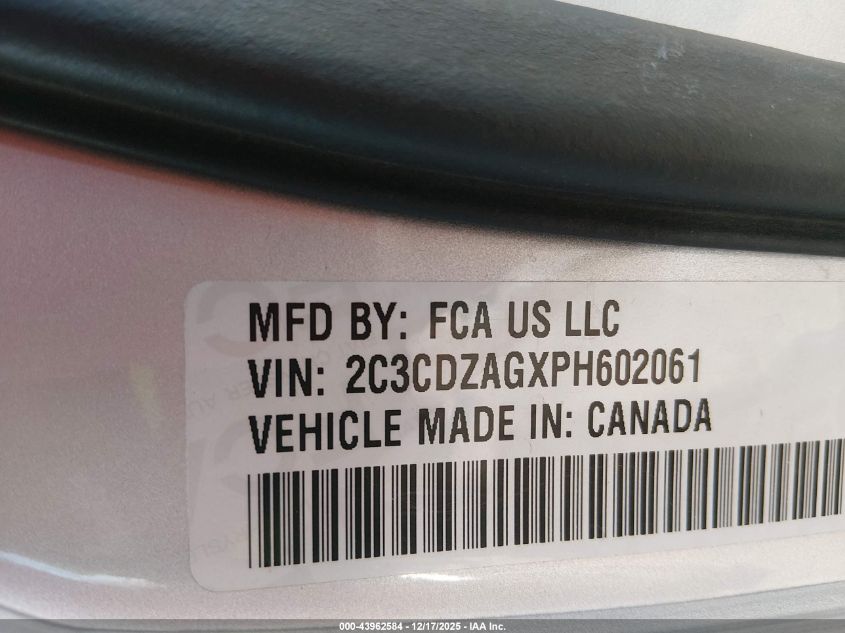 MFD BY: FCA US LLC
VIN: 2C3CDZAGXPH602061
VEHICLE MADE IN: CANADA
000-43962584 - 12/17/2025 - IAA Inc.